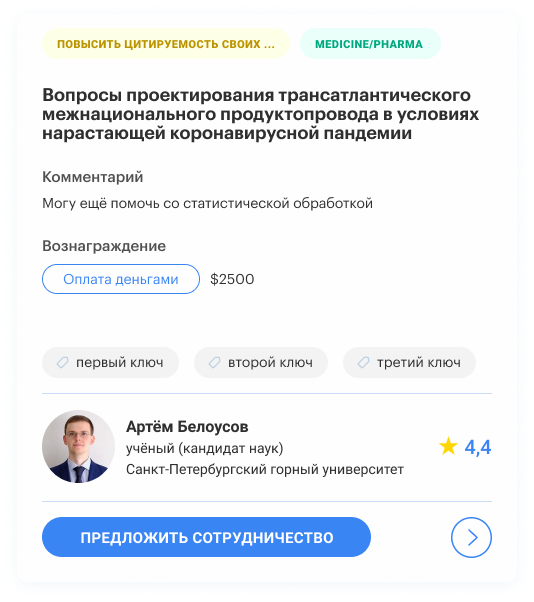 ПОВЫСИТЬ ЦИТИРУЕМОСТЬ СВОИХ ...
MEDICINE/PHARMA
Вопросы проектирования трансатлантического
межнационального продуктопровода в условиях
нарастающей коронавирусной пандемии
Комментарий
Могу ещё помочь со статистической обработкой
Вознаграждение
Оплата деньгами $2500
первый ключ второй ключ третий ключ
Артём Белоусов
учёный (кандидат наук)
Санкт-Петербургский горный университет
4,4
ПРЕДЛОЖИТЬ СОТРУДНИЧЕСТВО